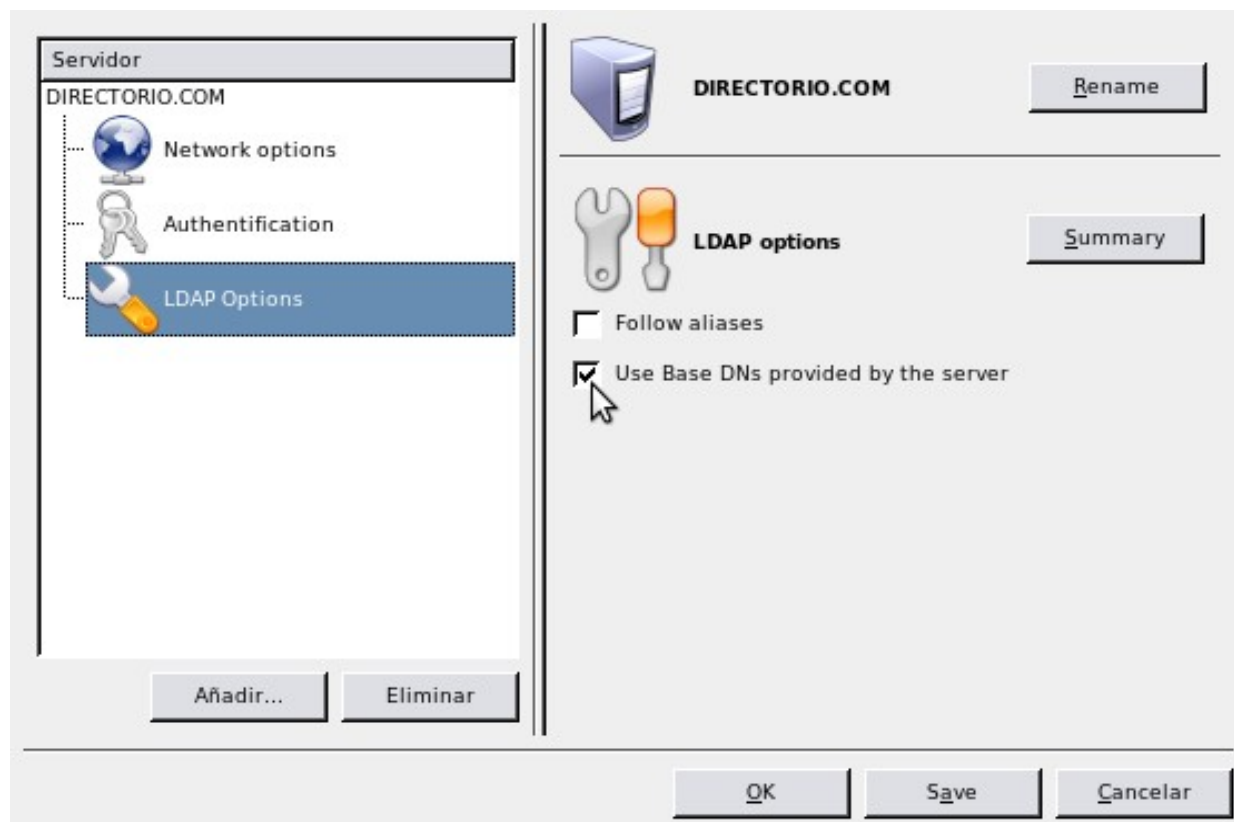 Servidor
DIRECTORIO.COM
Network options
Authentification
LDAP Options
Añadir...
Eliminar
DIRECTORIO.COM
Rename
LDAP options
Summary
Follow aliases
Use Base DNs provided by the server
OK
Save
Cancelar